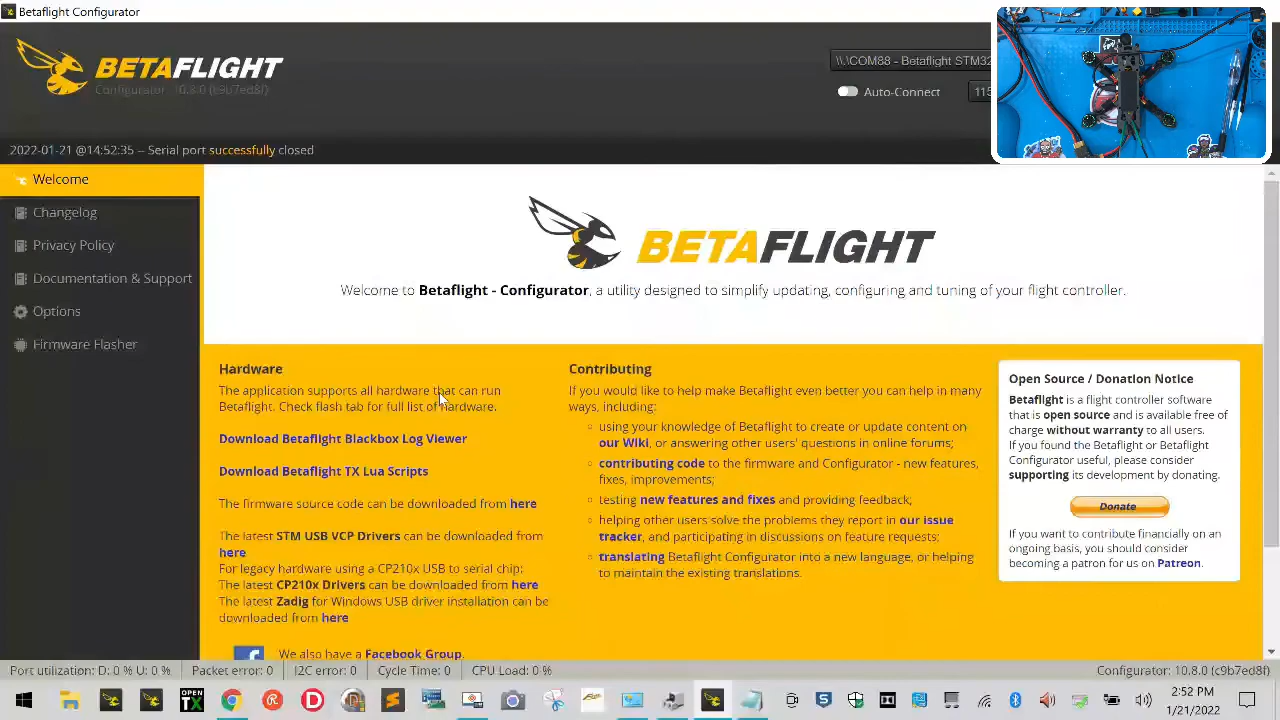 Betaflight Configurator
BETAFLIGHT
Configurator 10.8.0 (c9b7ed8f)
\\.\COM88 - Betaflight STM32
Auto-Connect
115
2022-01-21 @14:52:35 -- Serial port successfully closed
Welcome
Changelog
Privacy Policy
Documentation & Support
Options
Firmware Flasher
BETAFLIGHT
Welcome to Betaflight - Configurator, a utility designed to simplify updating, configuring and tuning of your flight controller.
Hardware
The application supports all hardware that can run
Betaflight. Check flash tab for full list of hardware.
Download Betaflight Blackbox Log Viewer
Download Betaflight TX Lua Scripts
The firmware source code can be downloaded from here
The latest STM USB VCP Drivers can be downloaded from
here
For legacy hardware using a CP210x USB to serial chip:
The latest CP210x Drivers can be downloaded from here
The latest Zadig for Windows USB driver installation can be
downloaded from here
We also have a Facebook Group.
Contributing
If you would like to help make Betaflight even better you can help in many
ways, including:
using your knowledge of Betaflight to create or update content on
our Wiki, or answering other users' questions in online forums;
contributing code to the firmware and Configurator - new features,
fixes, improvements;
testing new features and fixes and providing feedback;
helping other users solve the problems they report in our issue
tracker, and participating in discussions on feature requests;
translating Betaflight Configurator into a new language, or helping
to maintain the existing translations.
Open Source / Donation Notice
Betaflight is a flight controller software
that is open source and is available free of
charge without warranty to all users.
If you found the Betaflight or Betaflight
Configurator useful, please consider
supporting its development by donating.
Donate
If you want to contribute financially on an
ongoing basis, you should consider
becoming a patron for us on Patreon.
Port utilization: D: 0 % U: 0 %
Packet error: 0
I2C error: 0
Cycle Time: 0
CPU Load: 0 %
Configurator: 10.8.0 (c9b7ed8f)
OPEN
TX
2:52 PM
1/21/2022